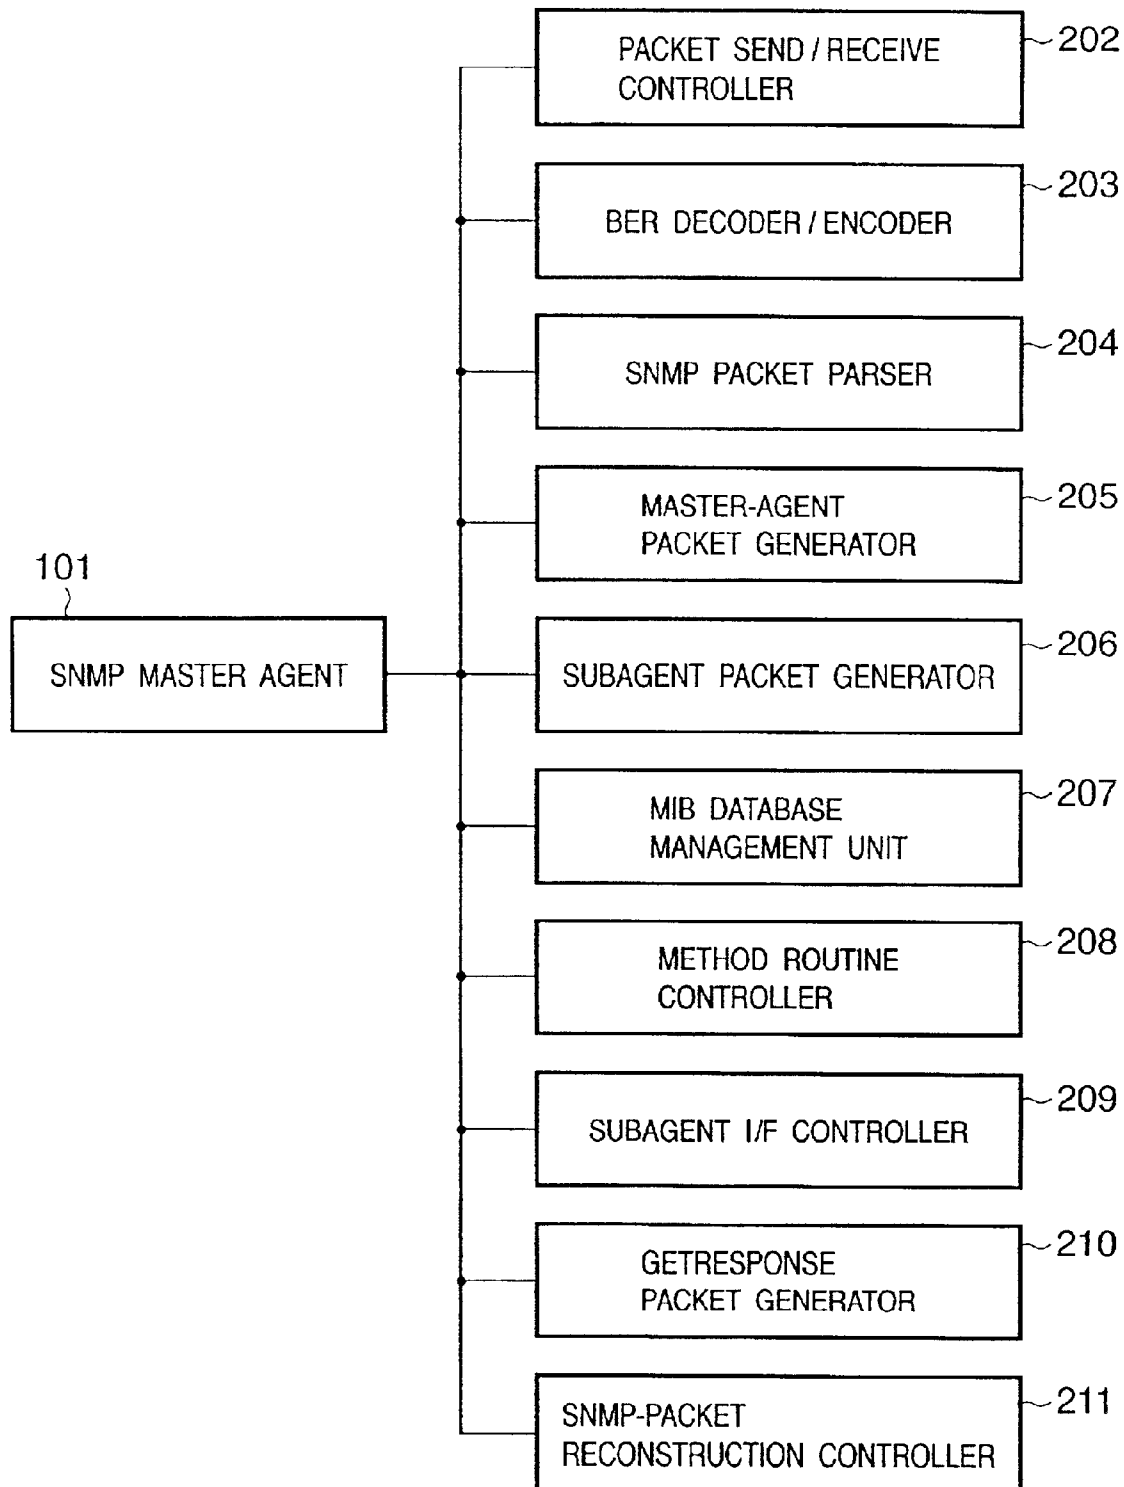 PACKET SEND / RECEIVE
CONTROLLER
202
BER DECODER / ENCODER
203
SNMP PACKET PARSER
204
MASTER-AGENT
PACKET GENERATOR
205
101
SNMP MASTER AGENT
SUBAGENT PACKET GENERATOR
206
MIB DATABASE
MANAGEMENT UNIT
207
METHOD ROUTINE
CONTROLLER
208
SUBAGENT I/F CONTROLLER
209
GETRESPONSE
PACKET GENERATOR
210
SNMP-PACKET
RECONSTRUCTION CONTROLLER
211